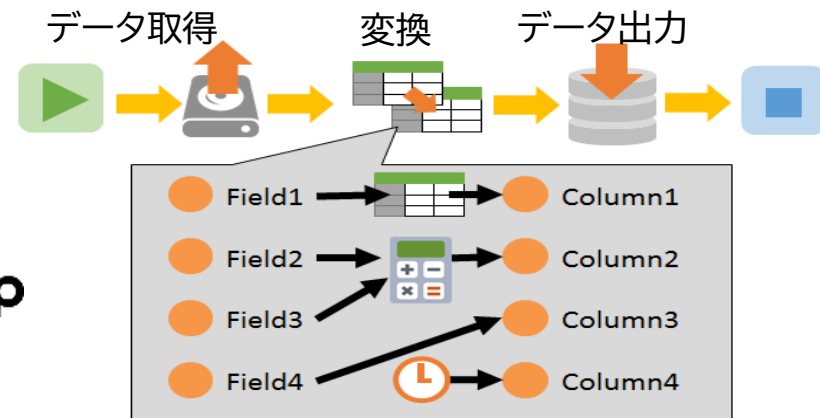 データ取得 変換 データ出力
Field1 Column1
Field2 Column2
Field3 Column3
Field4 Column4
p